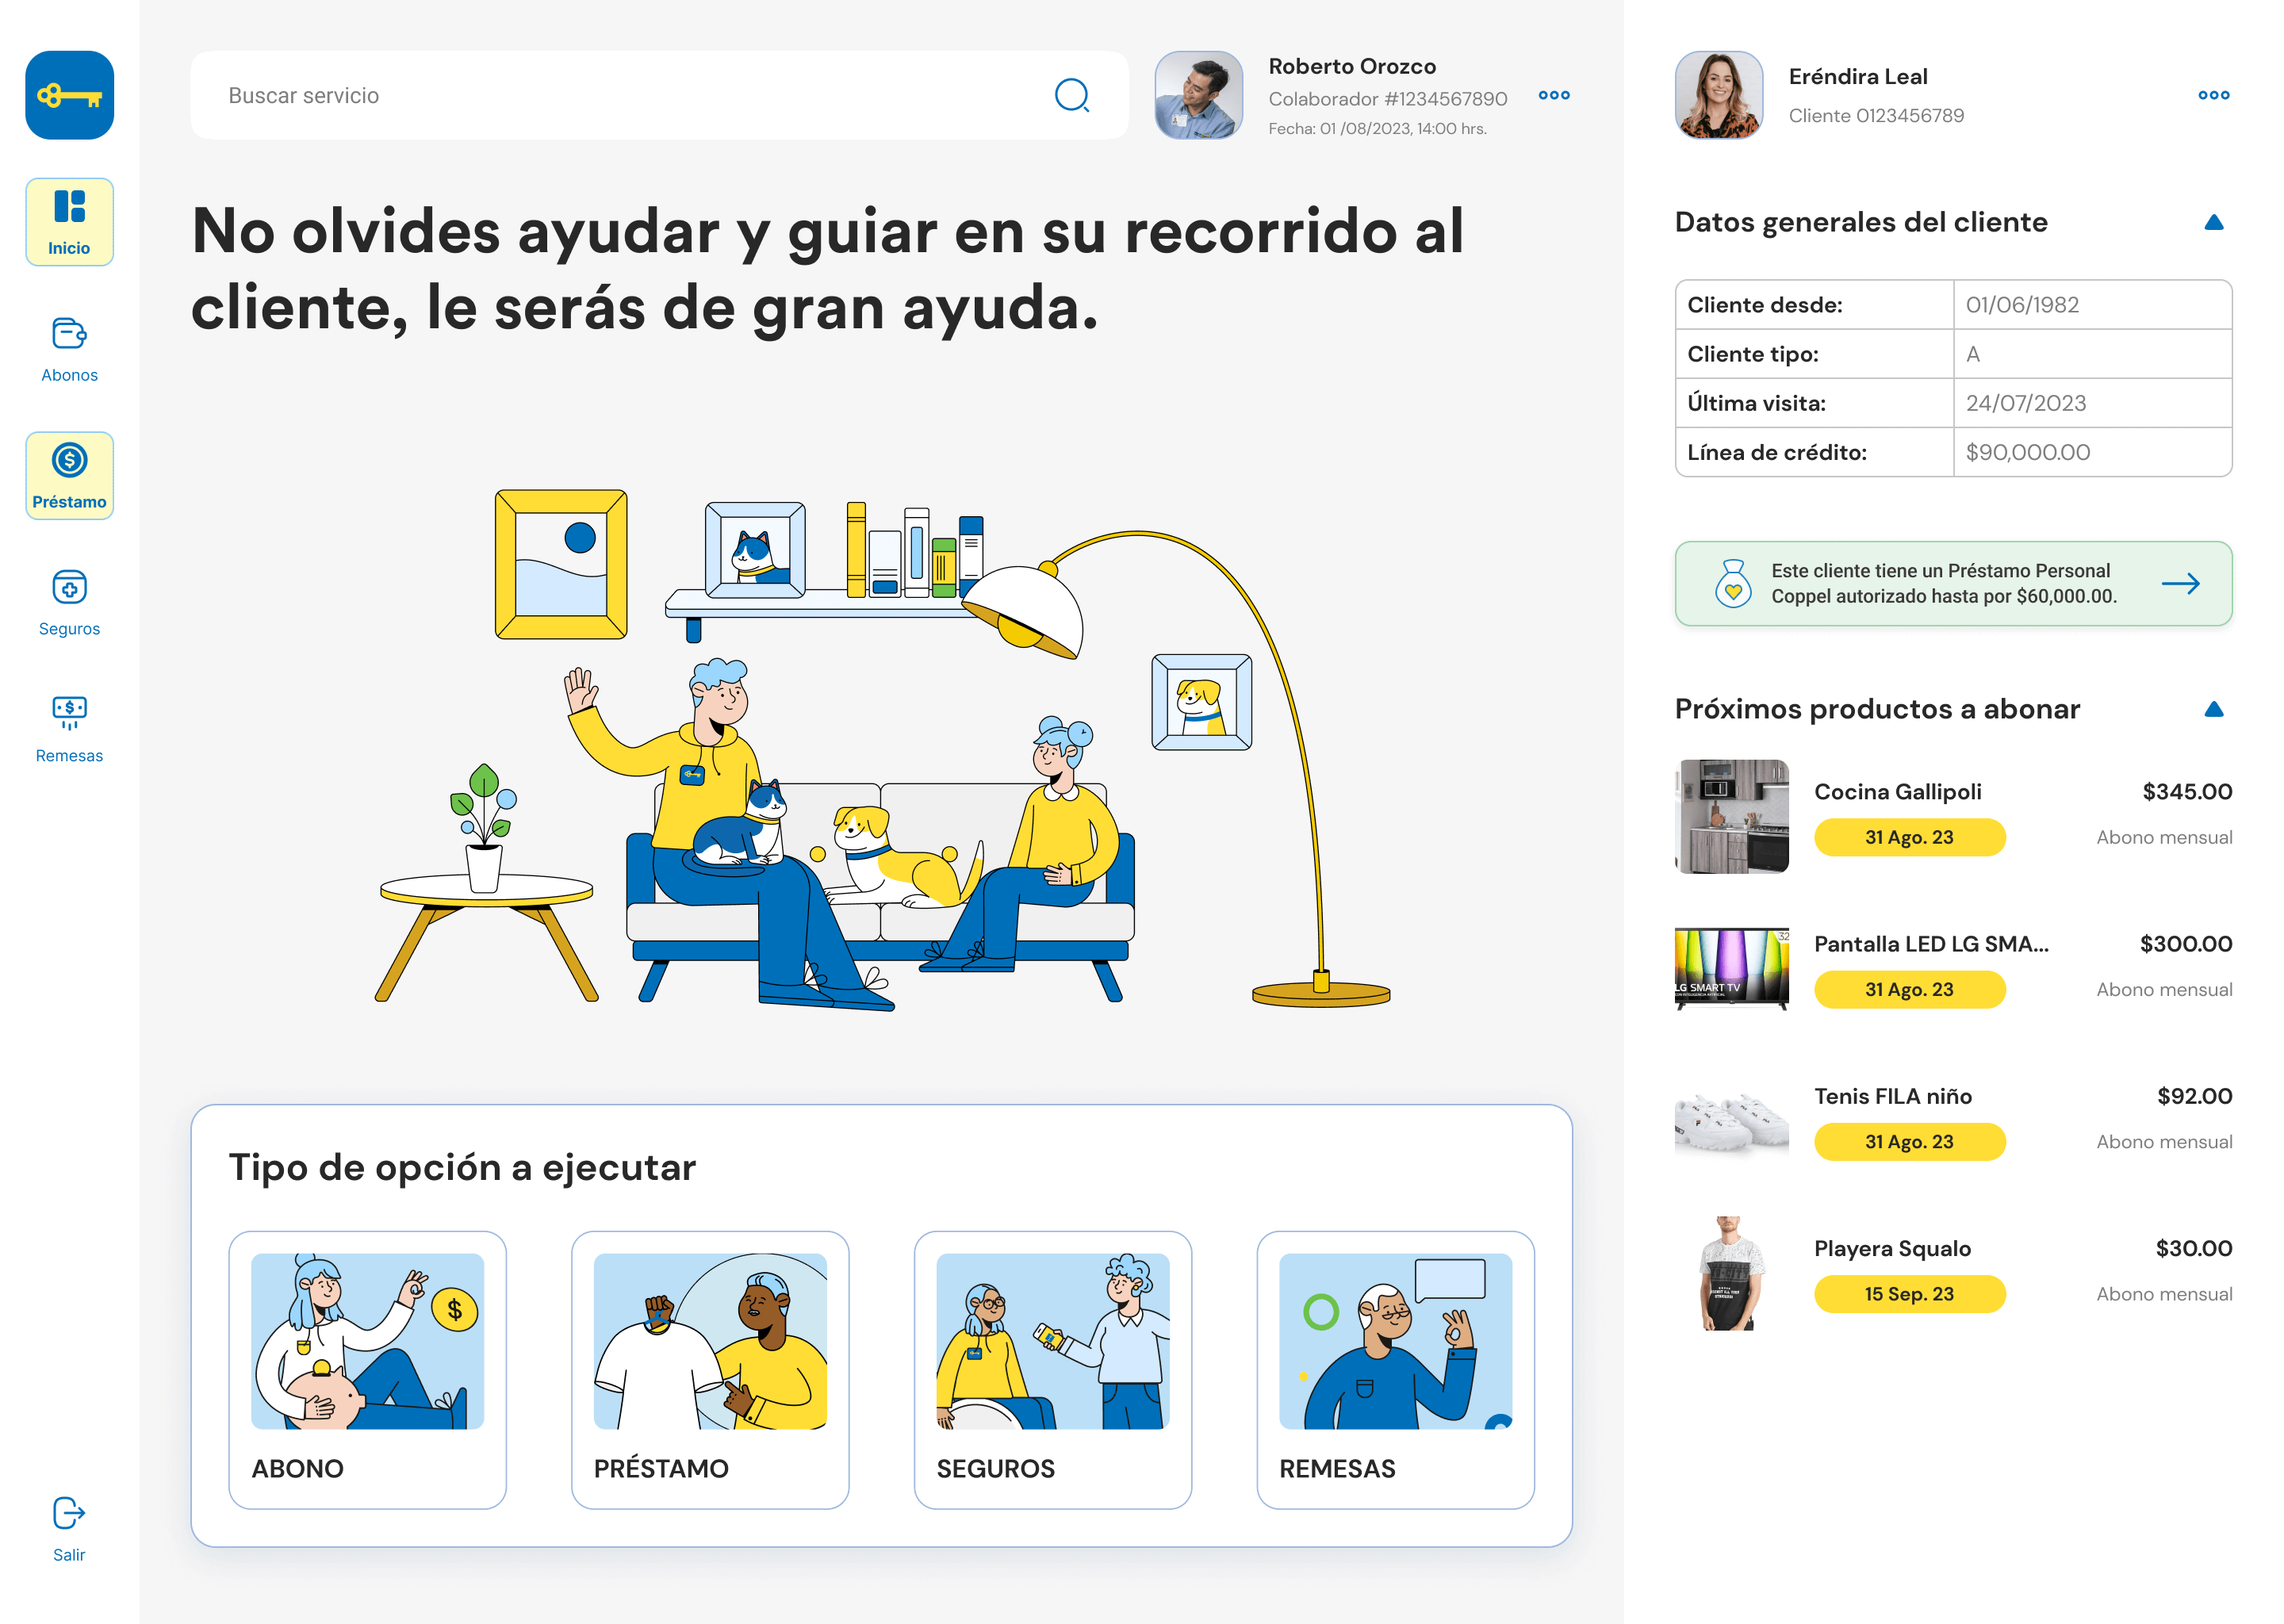 Buscar servicio
Roberto Orozco
Colaborador #1234567890
Fecha: 01 /08/2023, 14:00 hrs.
Eréndira Leal
Cliente 0123456789
Inicio
Abonos
Préstamo
Seguros
Remesas
Salir
No olvides ayudar y guiar en su recorrido al
cliente, le serás de gran ayuda.
Tipo de opción a ejecutar
ABONO
PRÉSTAMO
SEGUROS
REMESAS
Datos generales del cliente
Cliente desde: 01/06/1982
Cliente tipo: A
Última visita: 24/07/2023
Línea de crédito: $90,000.00
Este cliente tiene un Préstamo Personal
Coppel autorizado hasta por $60,000.00.
Próximos productos a abonar
Cocina Gallipoli $345.00
31 Ago. 23 Abono mensual
Pantalla LED LG SMA... $300.00
31 Ago. 23 Abono mensual
32
LG SMART TV
Tenis FILA niño $92.00
31 Ago. 23 Abono mensual
Playera Squalo $30.00
15 Sep. 23 Abono mensual